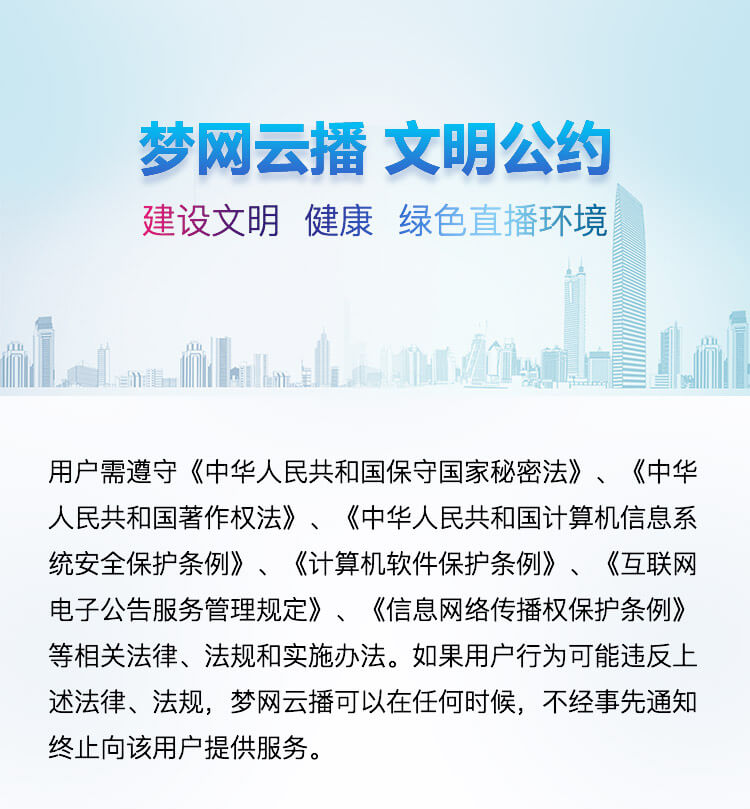 梦网云播 文明公约
建设文明 健康 绿色直播环境
用户需遵守《中华人民共和国保守国家秘密法》、《中华
人民共和国著作权法》、《中华人民共和国计算机信息系
统安全保护条例》、《计算机软件保护条例》、《互联网
电子公告服务管理规定》、《信息网络传播权保护条例》
等相关法律、法规和实施办法。如果用户行为可能违反上
述法律、法规，梦网云播可以在任何时候，不经事先通知
终止向该用户提供服务。